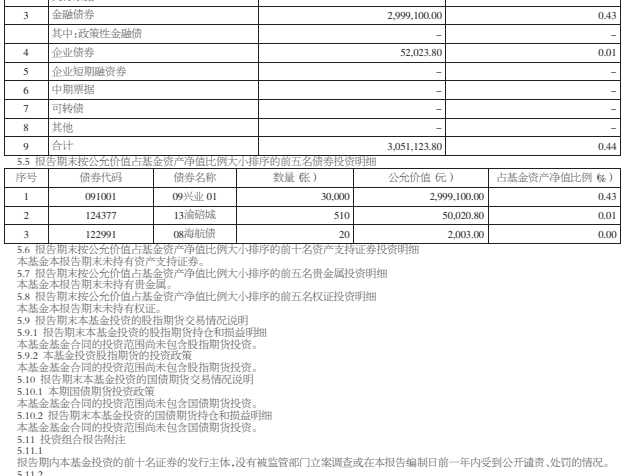 3 金融债券 2,999,100.00 0.43
其中:政策性金融债 – –
4 企业债券 52,023.80 0.01
5 企业短期融资券 – –
6 中期票据 – –
7 可转债 – –
8 其他 – –
9 合计 3,051,123.80 0.44
5.5 报告期末按公允价值占基金资产净值比例大小排序的前五名债券投资明细
序号 债券代码 债券名称 数量(张) 公允价值(元) 占基金资产净值比例(%)
1 091001 09兴业01 30,000 2,999,100.00 0.43
2 124377 13渝碚城 510 50,020.80 0.01
3 122991 08海航债 20 2,003.00 0.00
5.6 报告期末按公允价值占基金资产净值比例大小排序的前十名资产支持证券投资明细
本基金本报告期末未持有资产支持证券。
5.7 报告期末按公允价值占基金资产净值比例大小排序的前五名贵金属投资明细
本基金本报告期末未持有贵金属。
5.8 报告期末按公允价值占基金资产净值比例大小排序的前五名权证投资明细
本基金本报告期末未持有权证。
5.9 报告期末本基金投资的股指期货交易情况说明
5.9.1 报告期末本基金投资的股指期货持仓和损益明细
本基金基金合同的投资范围尚未包含股指期货投资。
5.9.2 本基金投资股指期货的投资政策
本基金基金合同的投资范围尚未包含股指期货投资。
5.10 报告期末本基金投资的国债期货交易情况说明
5.10.1 本期国债期货投资政策
本基金基金合同的投资范围尚未包含国债期货投资。
5.10.2 报告期末本基金投资的国债期货持仓和损益明细
本基金基金合同的投资范围尚未包含国债期货投资。
5.11 投资组合报告附注
5.11.1
报告期内本基金投资的前十名证券的发行主体,没有被监管部门立案调查或在本报告编制日前一年内受到公开谴责、处罚的情况。
5.11.2